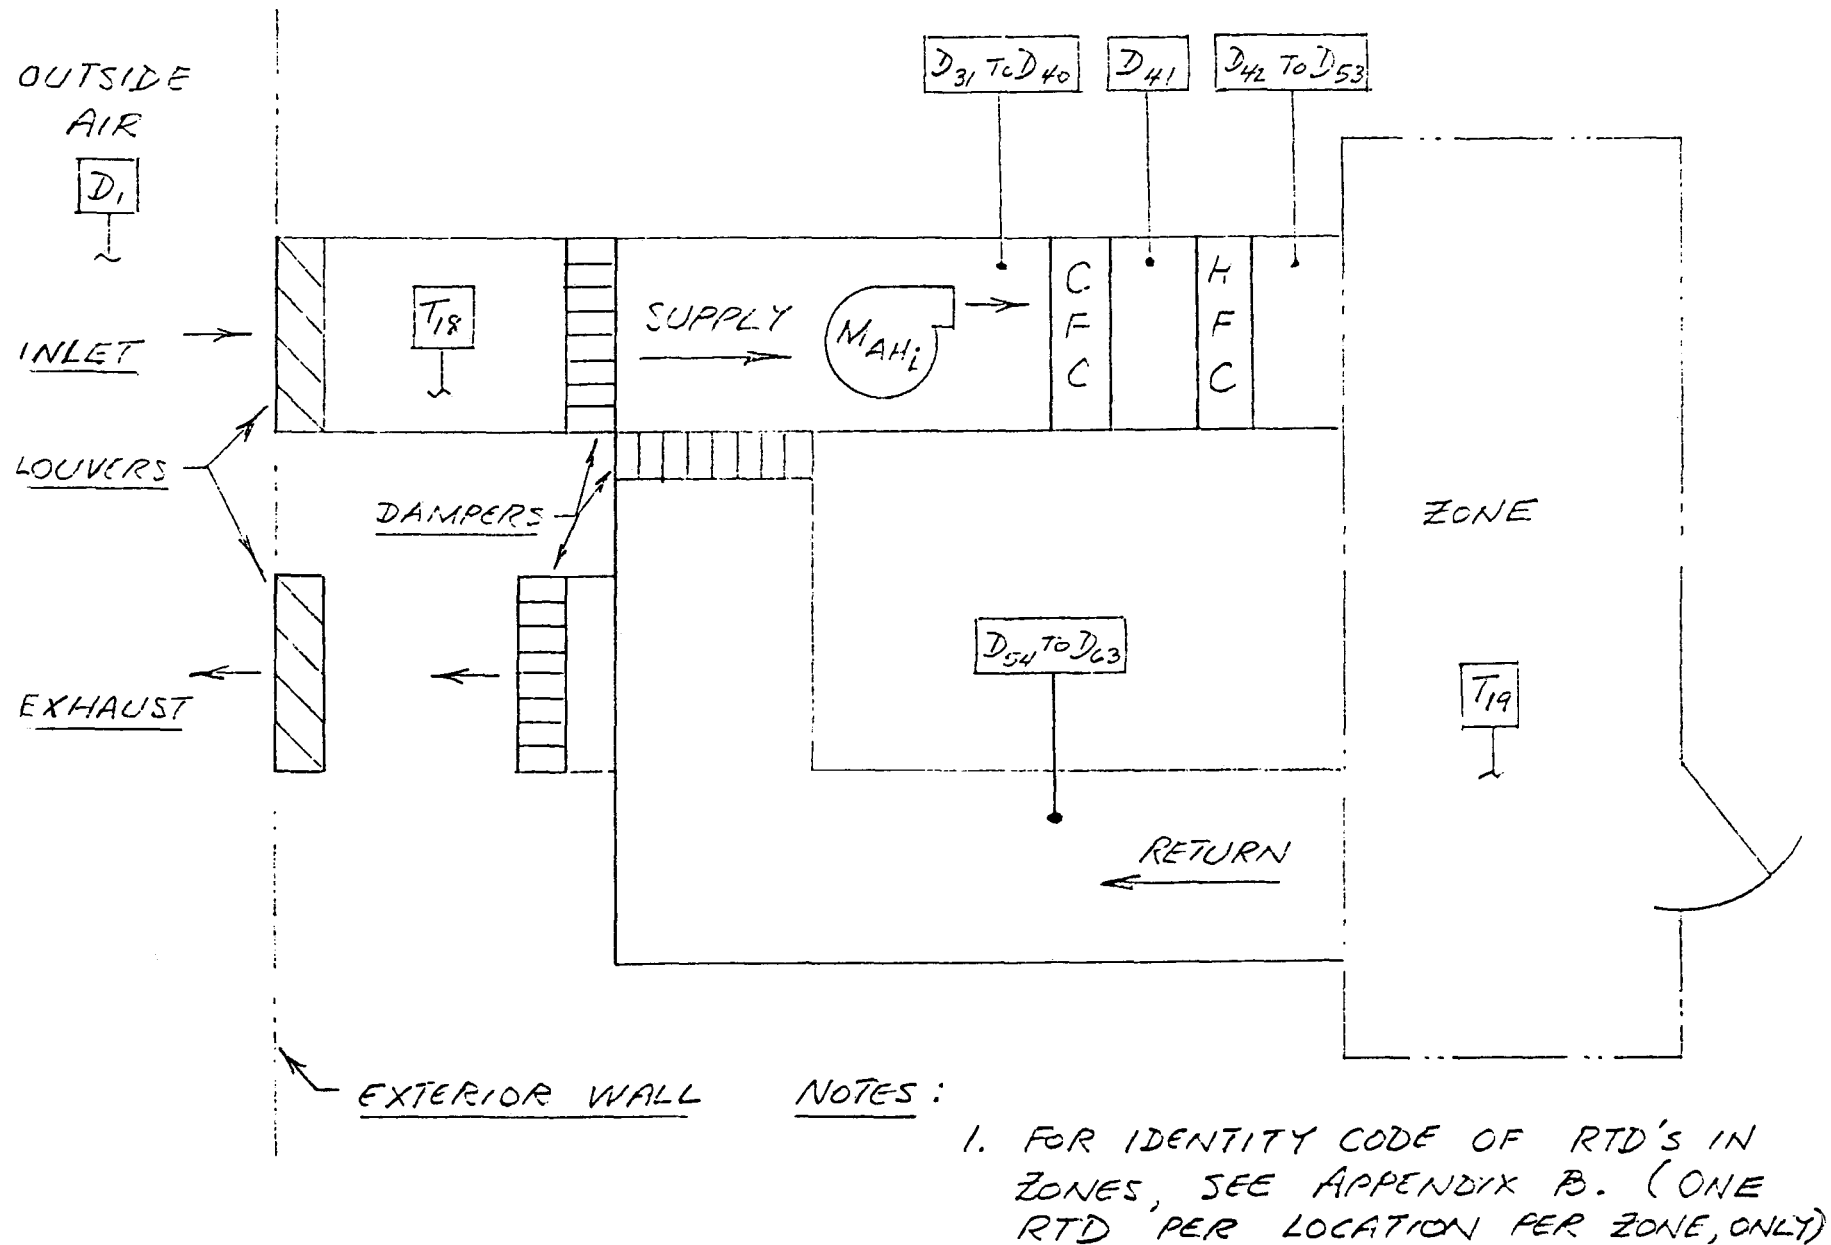 OUTSIDE
AIR
D1
D31 TO D40
D41
D42 TO D53
INLET
T18
SUPPLY
MAHi
C
F
C
H
F
C
LOUVERS
DAMPERS
ZONE
EXHAUST
D54 TO D63
T19
RETURN
EXTERIOR WALL
NOTES:
1. FOR IDENTITY CODE OF RTD'S IN
ZONES, SEE APPENDIX B. (ONE
RTD PER LOCATION PER ZONE, ONLY)